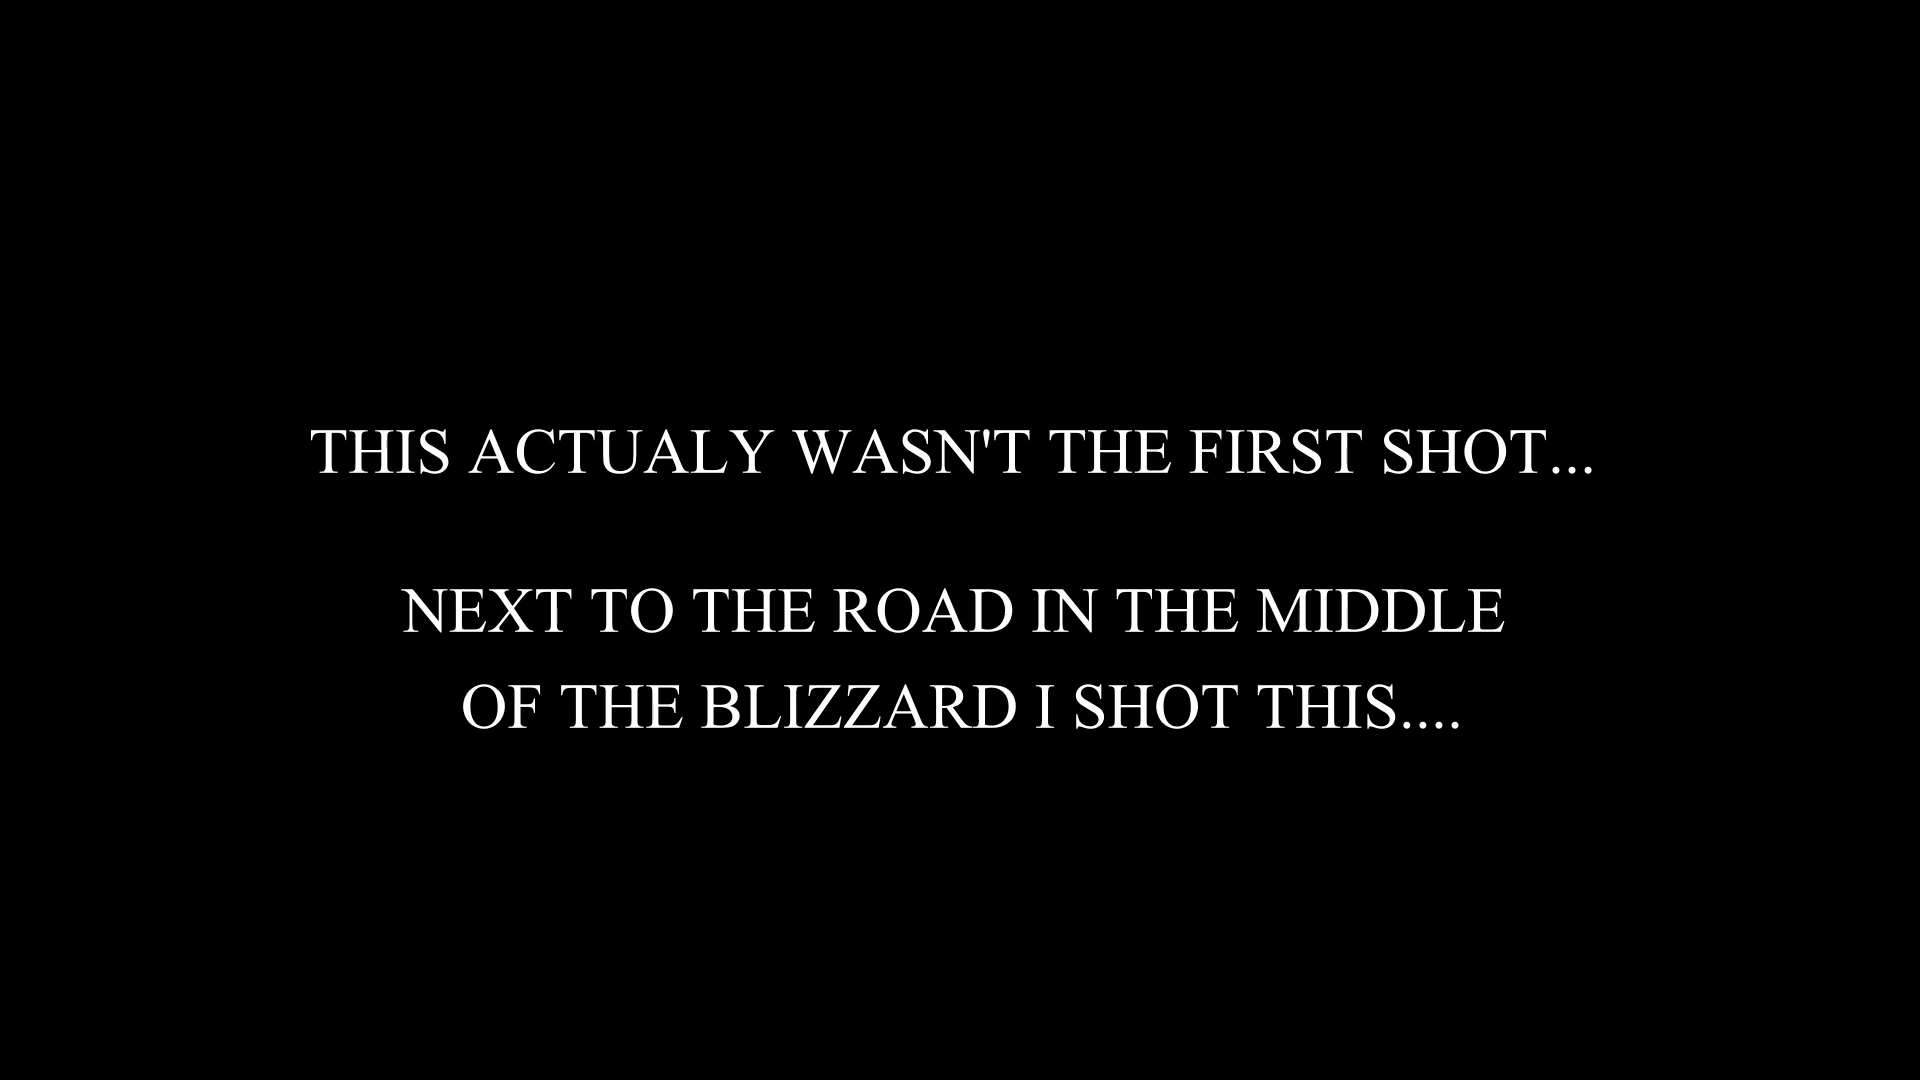 THIS ACTUALY WASN'T THE FIRST SHOT...
NEXT TO THE ROAD IN THE MIDDLE
OF THE BLIZZARD I SHOT THIS....